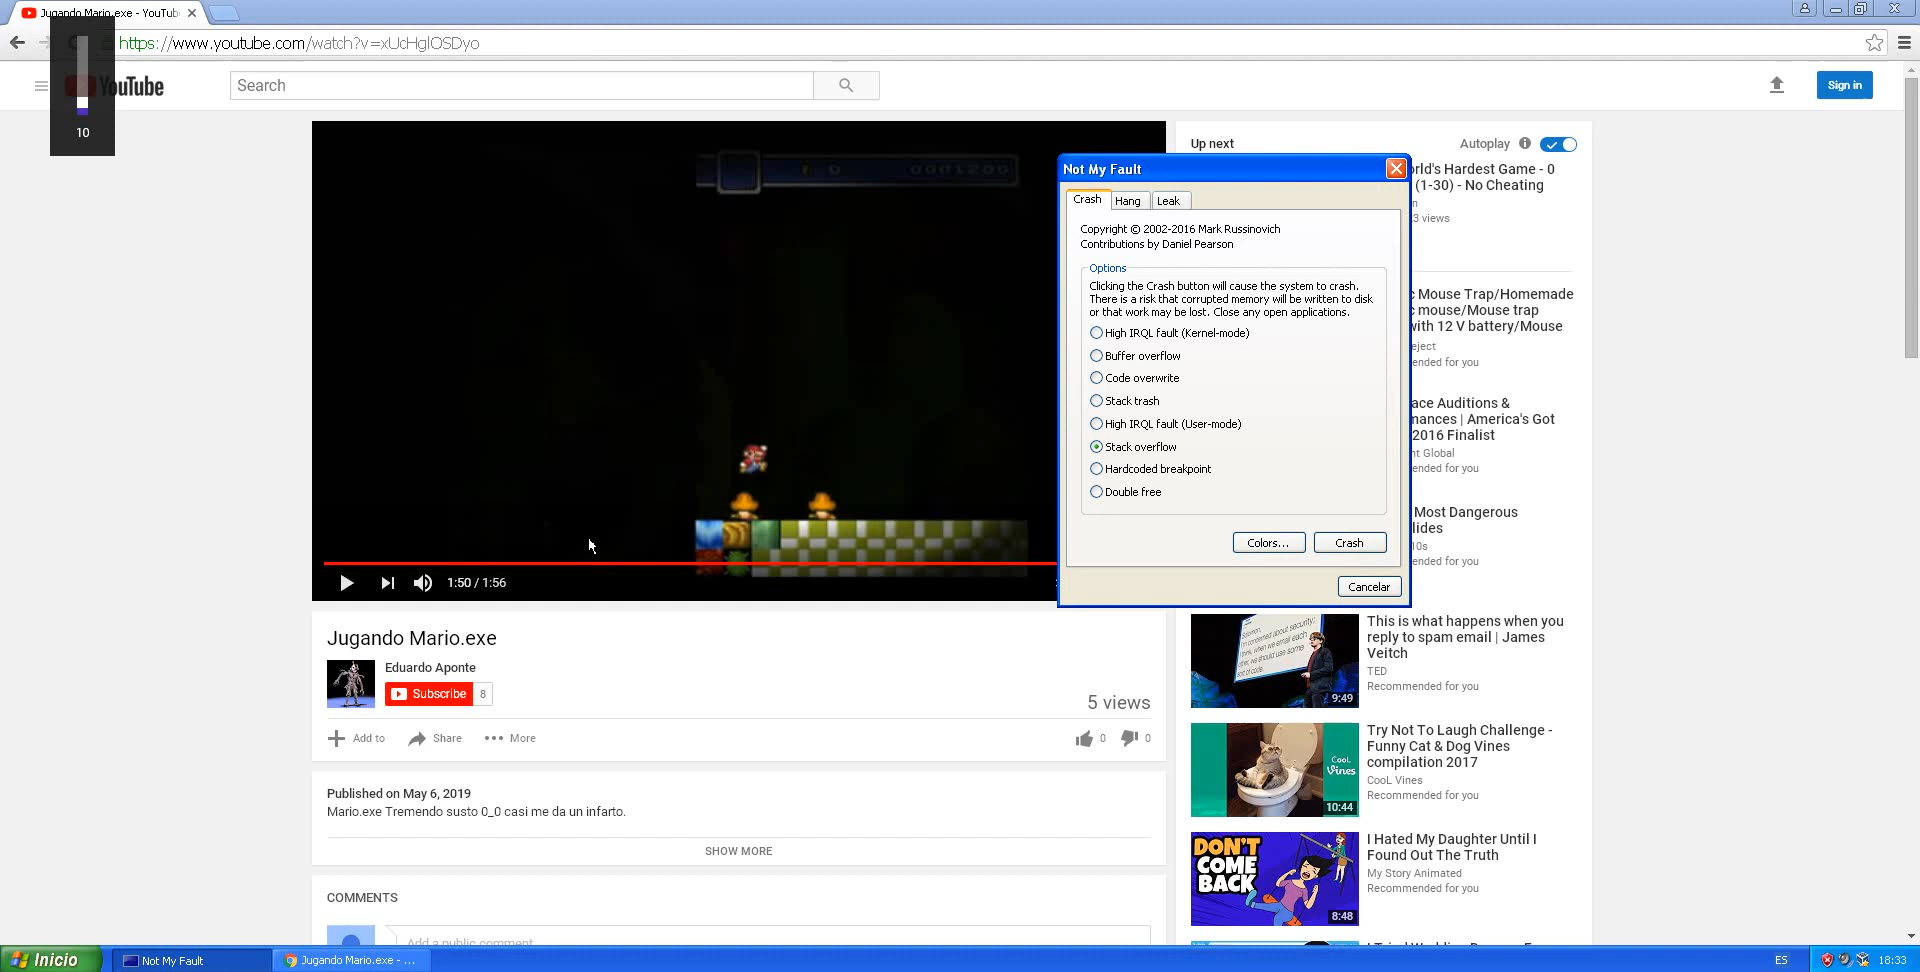 Jugando Mario.exe - YouTub
https://www.youtube.com/watch?v=xUcHglOSDyo
YouTube
Search
Sign in
10
0
0001200
1:50 / 1:56
Up next
Autoplay
Not My Fault
Crash
Hang
Leak
Copyright © 2002-2016 Mark Russinovich
Contributions by Daniel Pearson
Options
Clicking the Crash button will cause the system to crash.
There is a risk that corrupted memory will be written to disk
or that work may be lost. Close any open applications.
High IRQL fault (Kernel-mode)
Buffer overflow
Code overwrite
Stack trash
High IRQL fault (User-mode)
Stack overflow
Hardcoded breakpoint
Double free
Colors...
Crash
Cancelar
rld's Hardest Game - 0
(1-30) - No Cheating
n
3 views
c Mouse Trap/Homemade
c mouse/Mouse trap
with 12 V battery/Mouse
eject
ended for you
ace Auditions &
mances | America's Got
2016 Finalist
nt Global
ended for you
Most Dangerous
lides
10s
ended for you
This is what happens when you
reply to spam email | James
Veitch
TED
Recommended for you
9:49
Try Not To Laugh Challenge -
Funny Cat & Dog Vines
compilation 2017
CooL Vines
Recommended for you
CooL
Vines
10:44
I Hated My Daughter Until I
Found Out The Truth
My Story Animated
Recommended for you
DON'T
COME
BACK
8:48
Jugando Mario.exe
Eduardo Aponte
Subscribe
8
5 views
Add to
Share
More
0
0
Published on May 6, 2019
Mario.exe Tremendo susto 0_0 casi me da un infarto.
SHOW MORE
COMMENTS
Add a public comment
Inicio
Not My Fault
Jugando Mario.exe - ...
ES
18:33